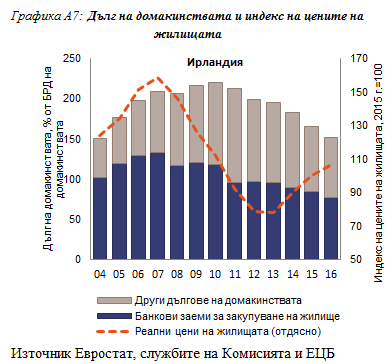 Графика А7: Дълг на домакинствата и индекс на цените на
жилищата
Ирландия
Дълг на домакинствата, % от БРД на
домакинствата
250
200
150
100
50
0
170
150
130
110
90
70
50
Индекс на цените на жилищата, 2015 г.=100
04 05 06 07 08 09 10 11 12 13 14 15 16
Други дългове на домакинствата
Банкови заеми за закупуване на жилище
Реални цени на жилищата (отдясно)
Източник Евростат, службите на Комисията и ЕЦБ